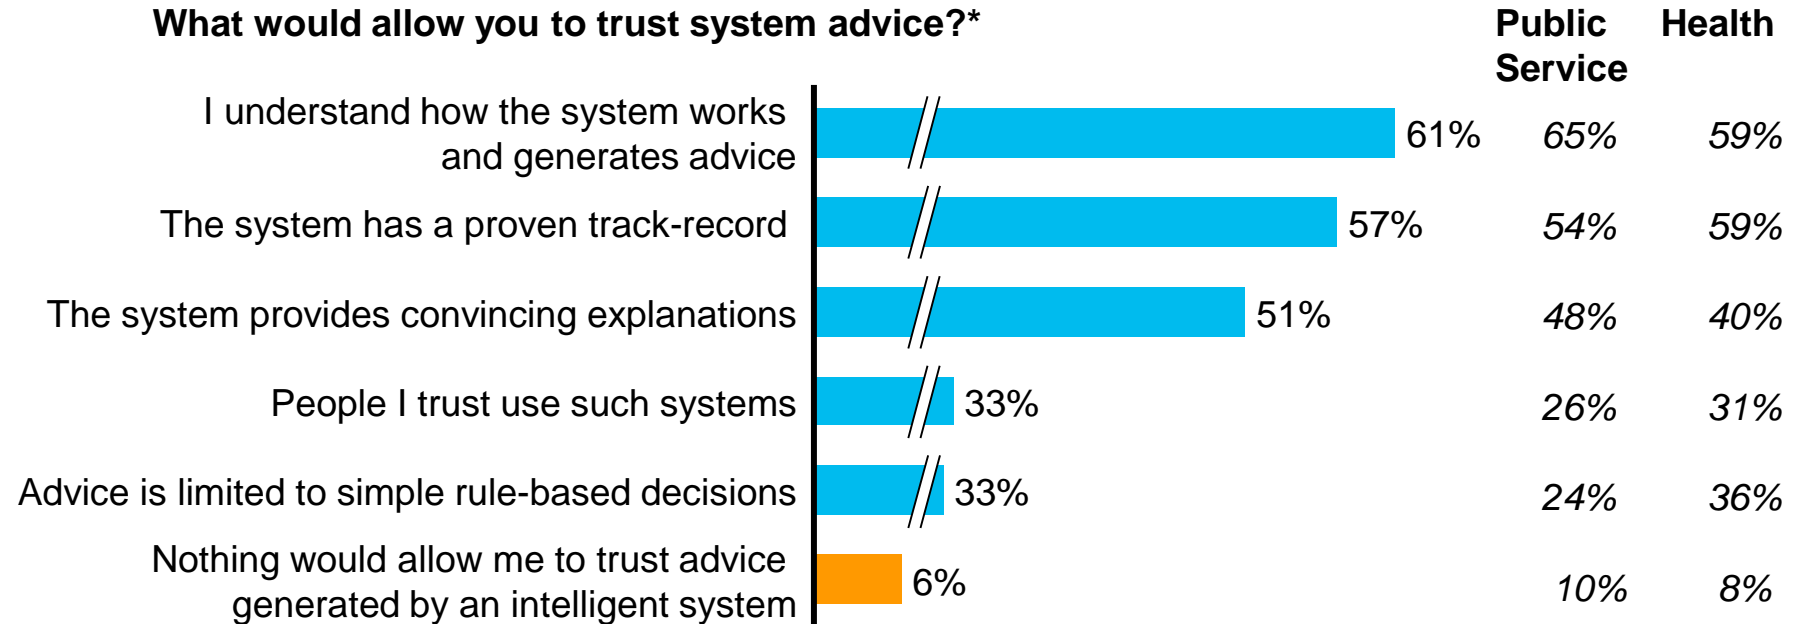 What would allow you to trust system advice?*
Public Service
Health
I understand how the system works
and generates advice
61%
65%
59%
The system has a proven track-record
57%
54%
59%
The system provides convincing explanations
51%
48%
40%
People I trust use such systems
33%
26%
31%
Advice is limited to simple rule-based decisions
33%
24%
36%
Nothing would allow me to trust advice
generated by an intelligent system
6%
10%
8%